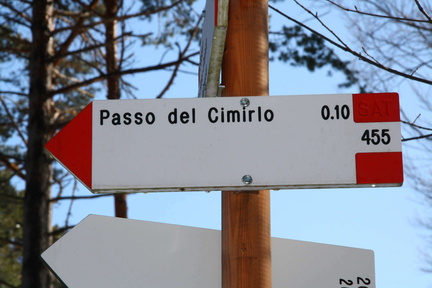 Passo del Cimirlo 0.10 SAT
455